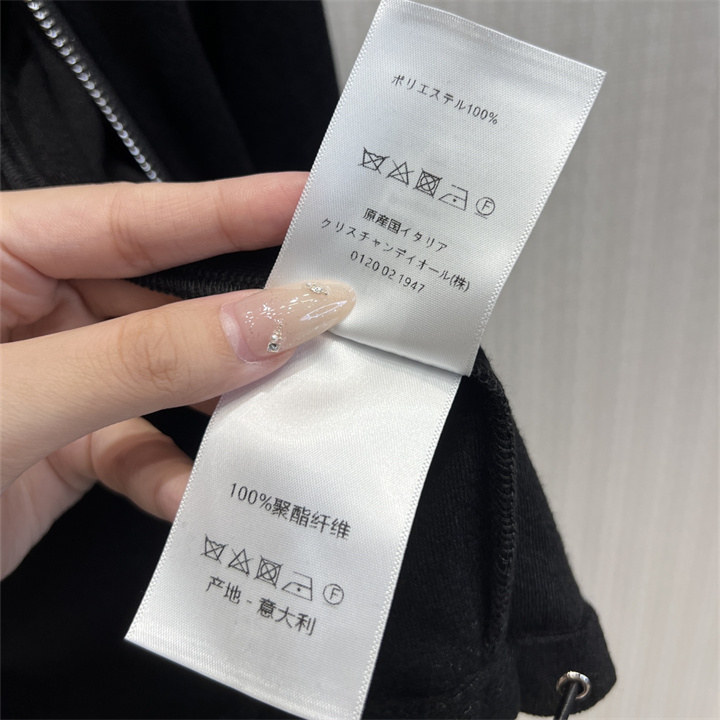 ポリエステル100%
F
原産国イタリア
クリスチャンディオール(株)
0120 02 1947
100%聚酯纤维
F
产地 - 意大利